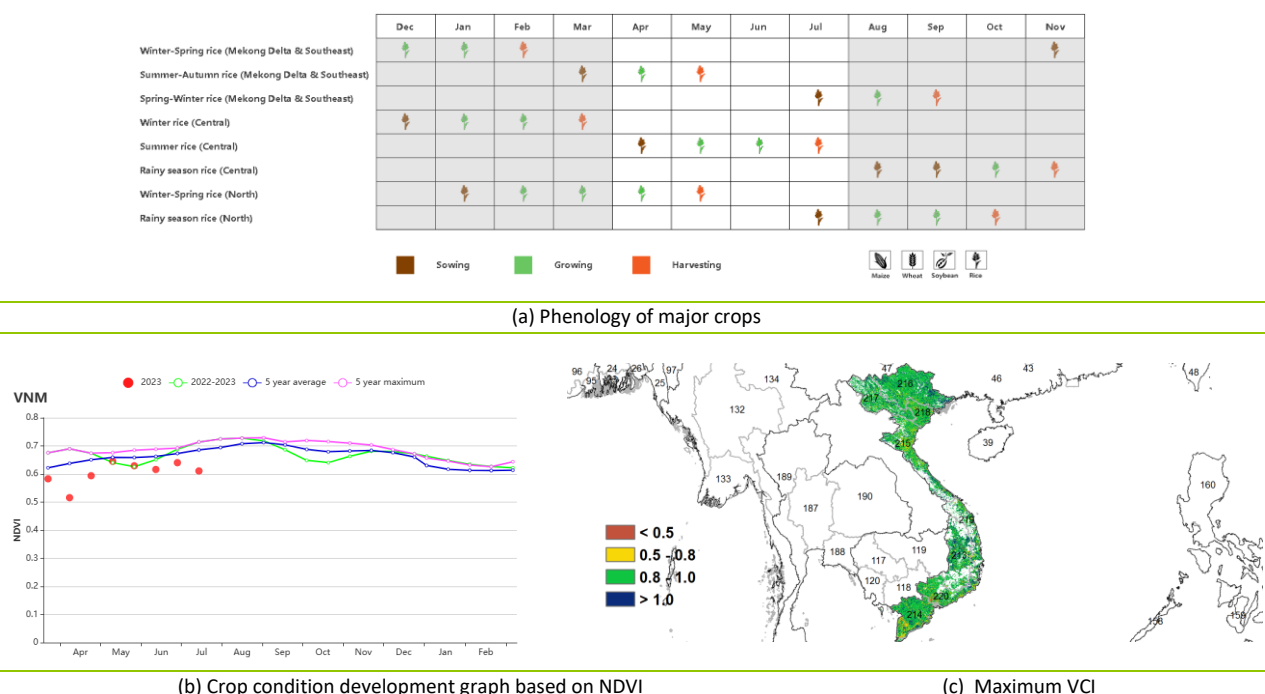 Dec Jan Feb Mar Apr May Jun Jul Aug Sep Oct Nov
Winter-Spring rice (Mekong Delta & Southeast)
Summer-Autumn rice (Mekong Delta & Southeast)
Spring-Winter rice (Mekong Delta & Southeast)
Winter rice (Central)
Summer rice (Central)
Rainy season rice (Central)
Winter-Spring rice (North)
Rainy season rice (North)
Sowing Growing Harvesting
Maize Wheat Soybean Rice
(a) Phenology of major crops
2023 2022-2023 5 year average 5 year maximum
VNM
NDVI
0.8
0.7
0.6
0.5
0.4
0.3
0.2
0.1
0
Apr May Jun Jul Aug Sep Oct Nov Dec Jan Feb
96 24 26 97 47 43
95 25 134 216 46 48
217
132 218
215 39
133 189 190 160
187 219
188 119
117
120 118 220
214 159
< 0.5
0.5 - 0.8
0.8 - 1.0
> 1.0
(b) Crop condition development graph based on NDVI
(c) Maximum VCI